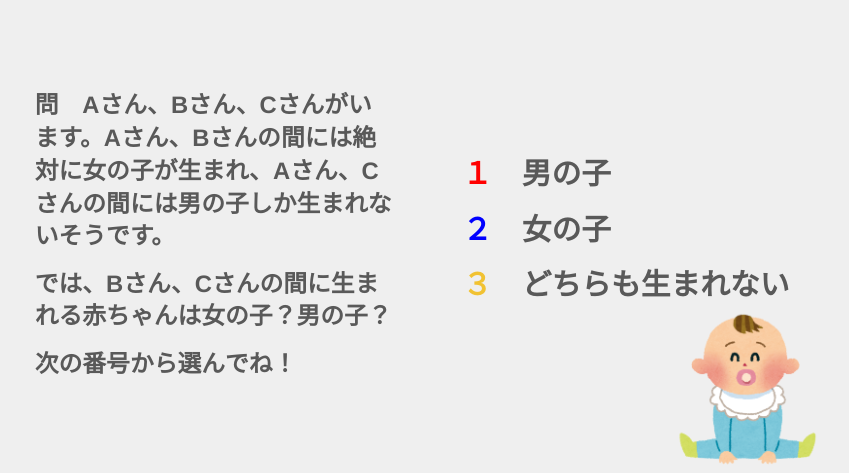 問　Aさん、Bさん、Cさんがい
ます。Aさん、Bさんの間には絶
対に女の子が生まれ、Aさん、C
さんの間には男の子しか生まれな
いそうです。
では、Bさん、Cさんの間に生ま
れる赤ちゃんは女の子？男の子？
次の番号から選んでね！
１　男の子
２　女の子
３　どちらも生まれない